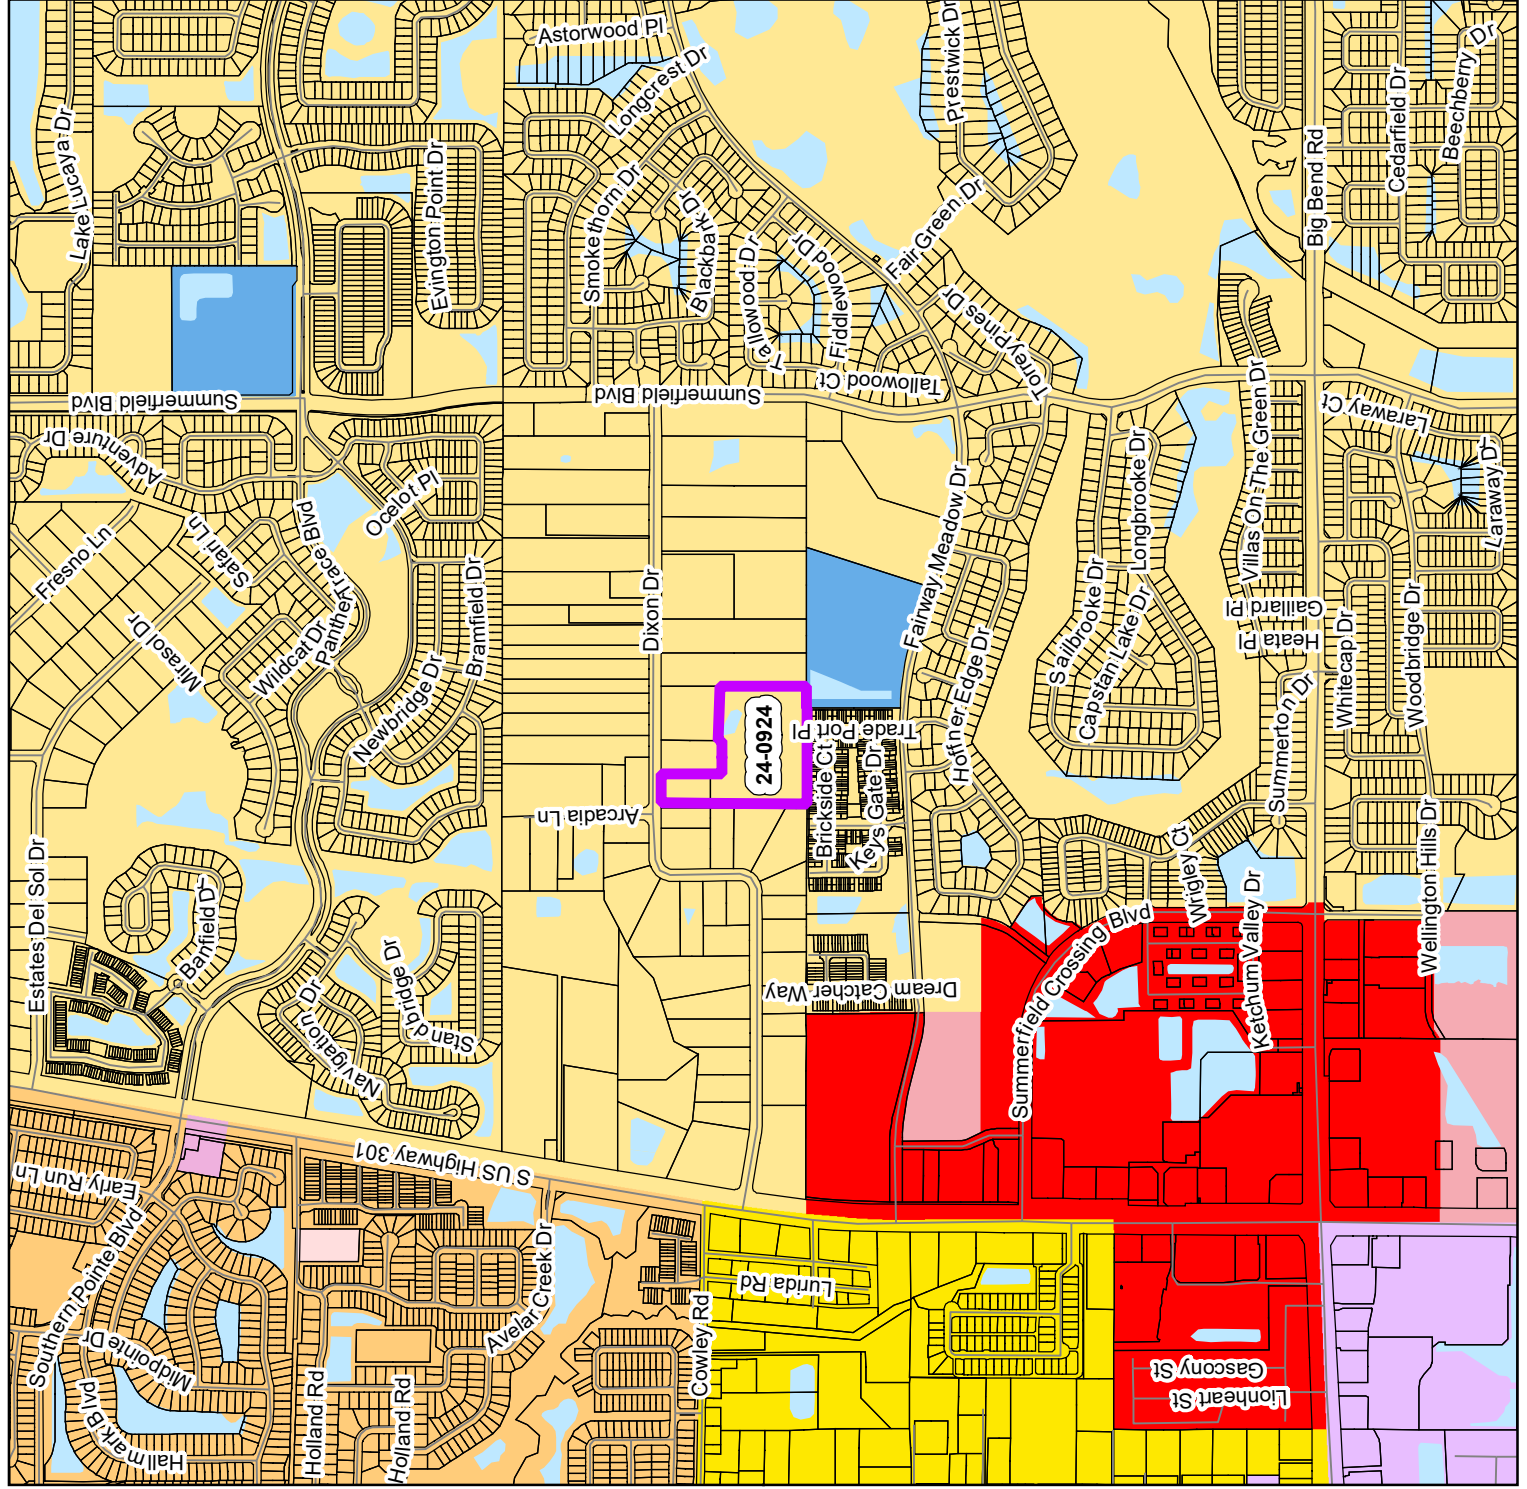 Astorwood Pl
Longcrest Dr
Prestwick Dr
Beechberry Dr
Cedarfield Dr
Big Bend Rd
Lake Lucaya Dr
Evington Point Dr
Smokethorn Dr
Blackbark Dr
Tallowood Dr
Fiddlewood Dr
Fair Green Dr
Torrey Pines Dr
Tallowood Ct
Summerfield Blvd
Summerfield Blvd
Laraway Ct
Laraway Dr
Adventure Dr
Ocelot Pl
Panther Trace Blvd
Safari Ln
Fresno Ln
Mirasol Dr
Wildcat Dr
Bramfield Dr
Newbridge Dr
Dixon Dr
Fairway Meadow Dr
Longbrooke Dr
Villas On The Green Dr
Sailbrooke Dr
Capstan Lake Dr
Gaillard Pl
Heata Pl
Whitecap Dr
Woodbridge Dr
Hoffner Edge Dr
Summerton Dr
24-0924
Trade Port Pl
Brickside Ct
Keys Gate Dr
Arcadia Ln
Estates Del Sol Dr
Banfield Dr
Wrigley Ct
Ketchum Valley Dr
Wellington Hills Dr
Summerfield Crossing Blvd
Dream Catcher Way
Standbridge Dr
Navigation Dr
S US Highway 301
Early Run Ln
Southern Pointe Blvd
Midpointe Dr
Hallmark Blvd
Holland Rd
Holland Rd
Avelar Creek Dr
Cowley Rd
Lurida Rd
Gascony St
Lionheart St